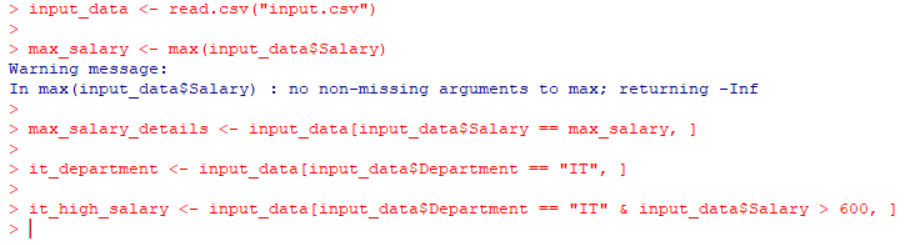 > input_data <- read.csv("input.csv")
>
> max_salary <- max(input_data$Salary)
Warning message:
In max(input_data$Salary) : no non-missing arguments to max; returning -Inf
>
> max_salary_details <- input_data[input_data$Salary == max_salary, ]
>
> it_department <- input_data[input_data$Department == "IT", ]
>
> it_high_salary <- input_data[input_data$Department == "IT" & input_data$Salary > 600, ]
>